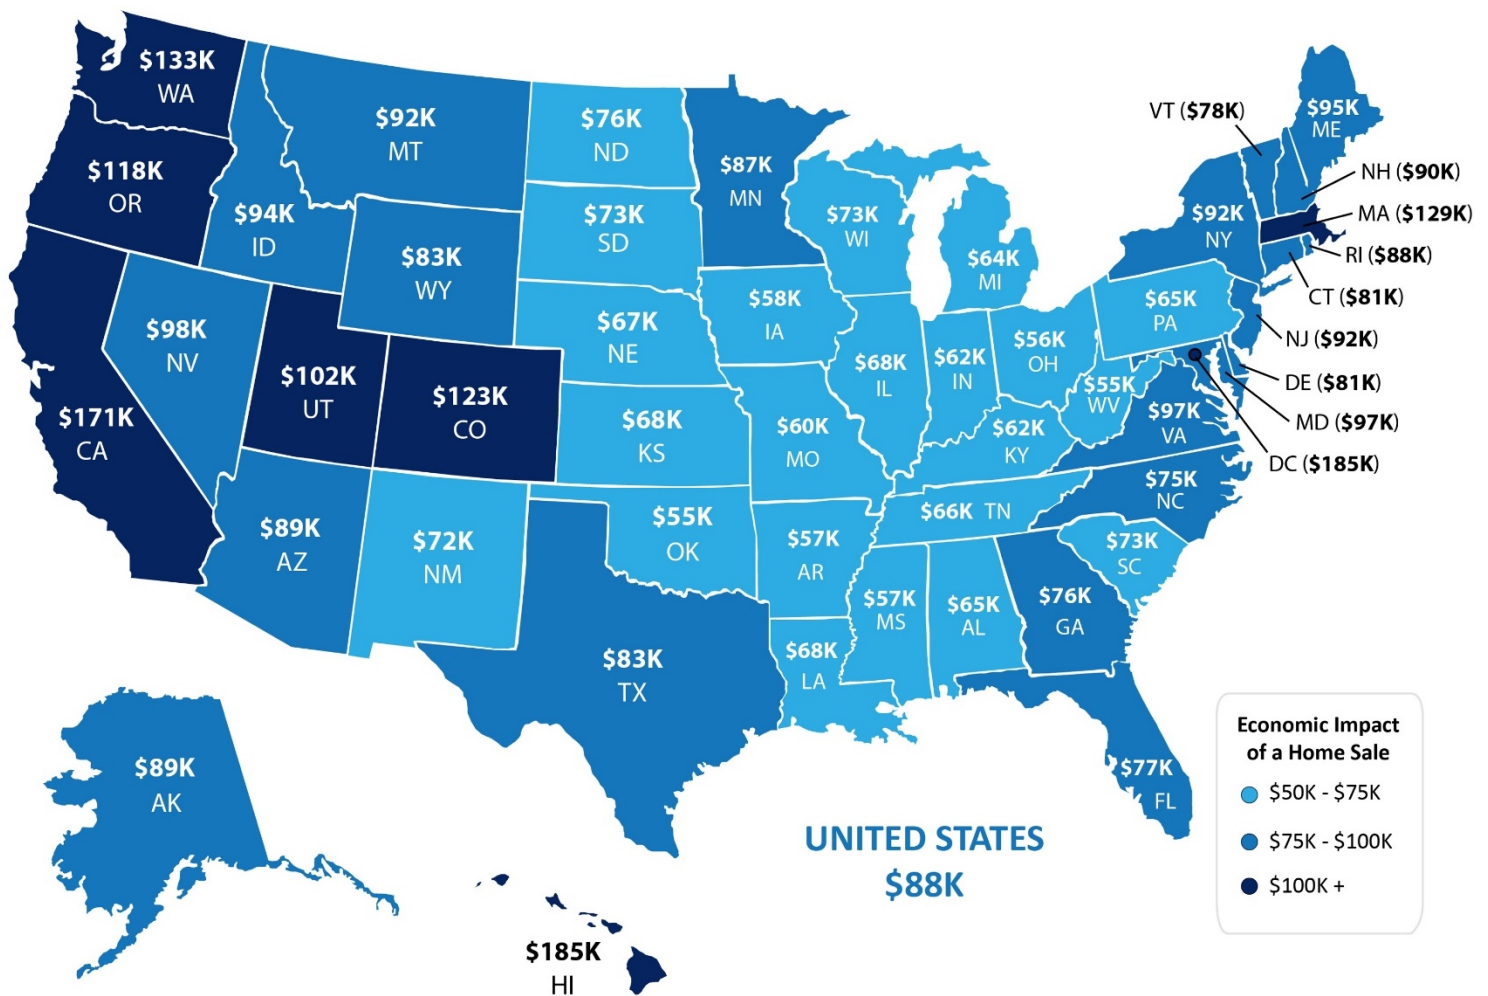 $133K
WA
$118K
OR
$171K
CA
$98K
NV
$94K
ID
$92K
MT
$83K
WY
$102K
UT
$123K
CO
$89K
AZ
$72K
NM
$76K
ND
$73K
SD
$67K
NE
$68K
KS
$55K
OK
$83K
TX
$87K
MN
$58K
IA
$60K
MO
$57K
AR
$68K
LA
$73K
WI
$68K
IL
$64K
MI
$62K
IN
$56K
OH
$62K
KY
$66K TN
$57K
MS
$65K
AL
$76K
GA
$77K
FL
$73K
SC
$75K
NC
$97K
VA
$55K
WV
$65K
PA
$92K
NY
$95K
ME
VT ($78K)
NH ($90K)
MA ($129K)
RI ($88K)
CT ($81K)
NJ ($92K)
DE ($81K)
MD ($97K)
DC ($185K)
$89K
AK
$185K
HI
UNITED STATES
$88K
Economic Impact
of a Home Sale
$50K - $75K
$75K - $100K
$100K +